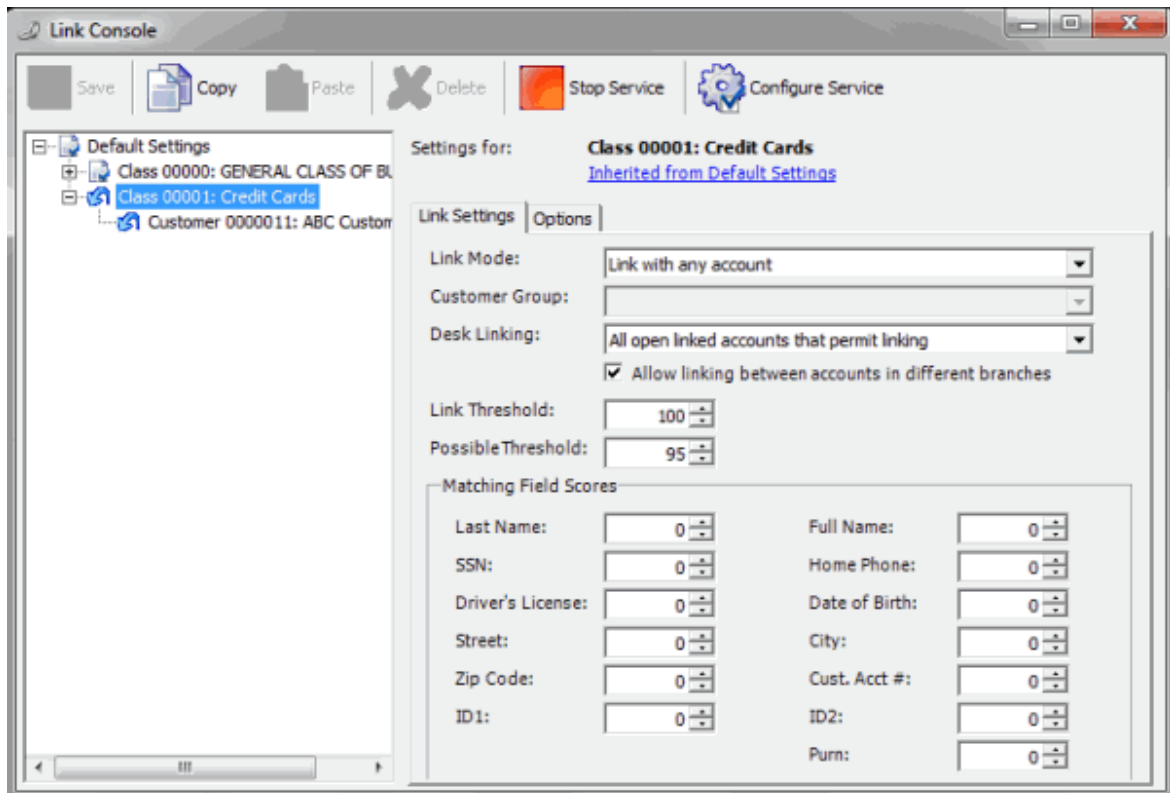 Link Console
Save Copy Paste Delete Stop Service Configure Service
Default Settings
Class 00000: GENERAL CLASS OF BU
Class 00001: Credit Cards
Customer 0000011: ABC Custom
Settings for: Class 00001: Credit Cards
Inherited from Default Settings
Link Settings Options
Link Mode: Link with any account
Customer Group:
Desk Linking: All open linked accounts that permit linking
Allow linking between accounts in different branches
Link Threshold: 100
PossibleThreshold: 95
Matching Field Scores
Last Name: 0 Full Name: 0
SSN: 0 Home Phone: 0
Driver's License: 0 Date of Birth: 0
Street: 0 City: 0
Zip Code: 0 Cust. Acct #: 0
ID1: 0 ID2: 0
Purn: 0